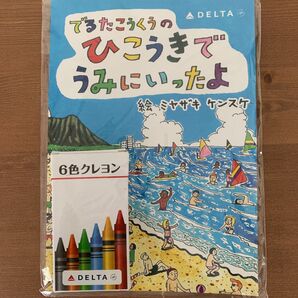 DELTA
でるたこうくうの
ひこうきで
うみにいったよ
絵 ミヤザキ ケンスケ
6色クレヨン
DELTA